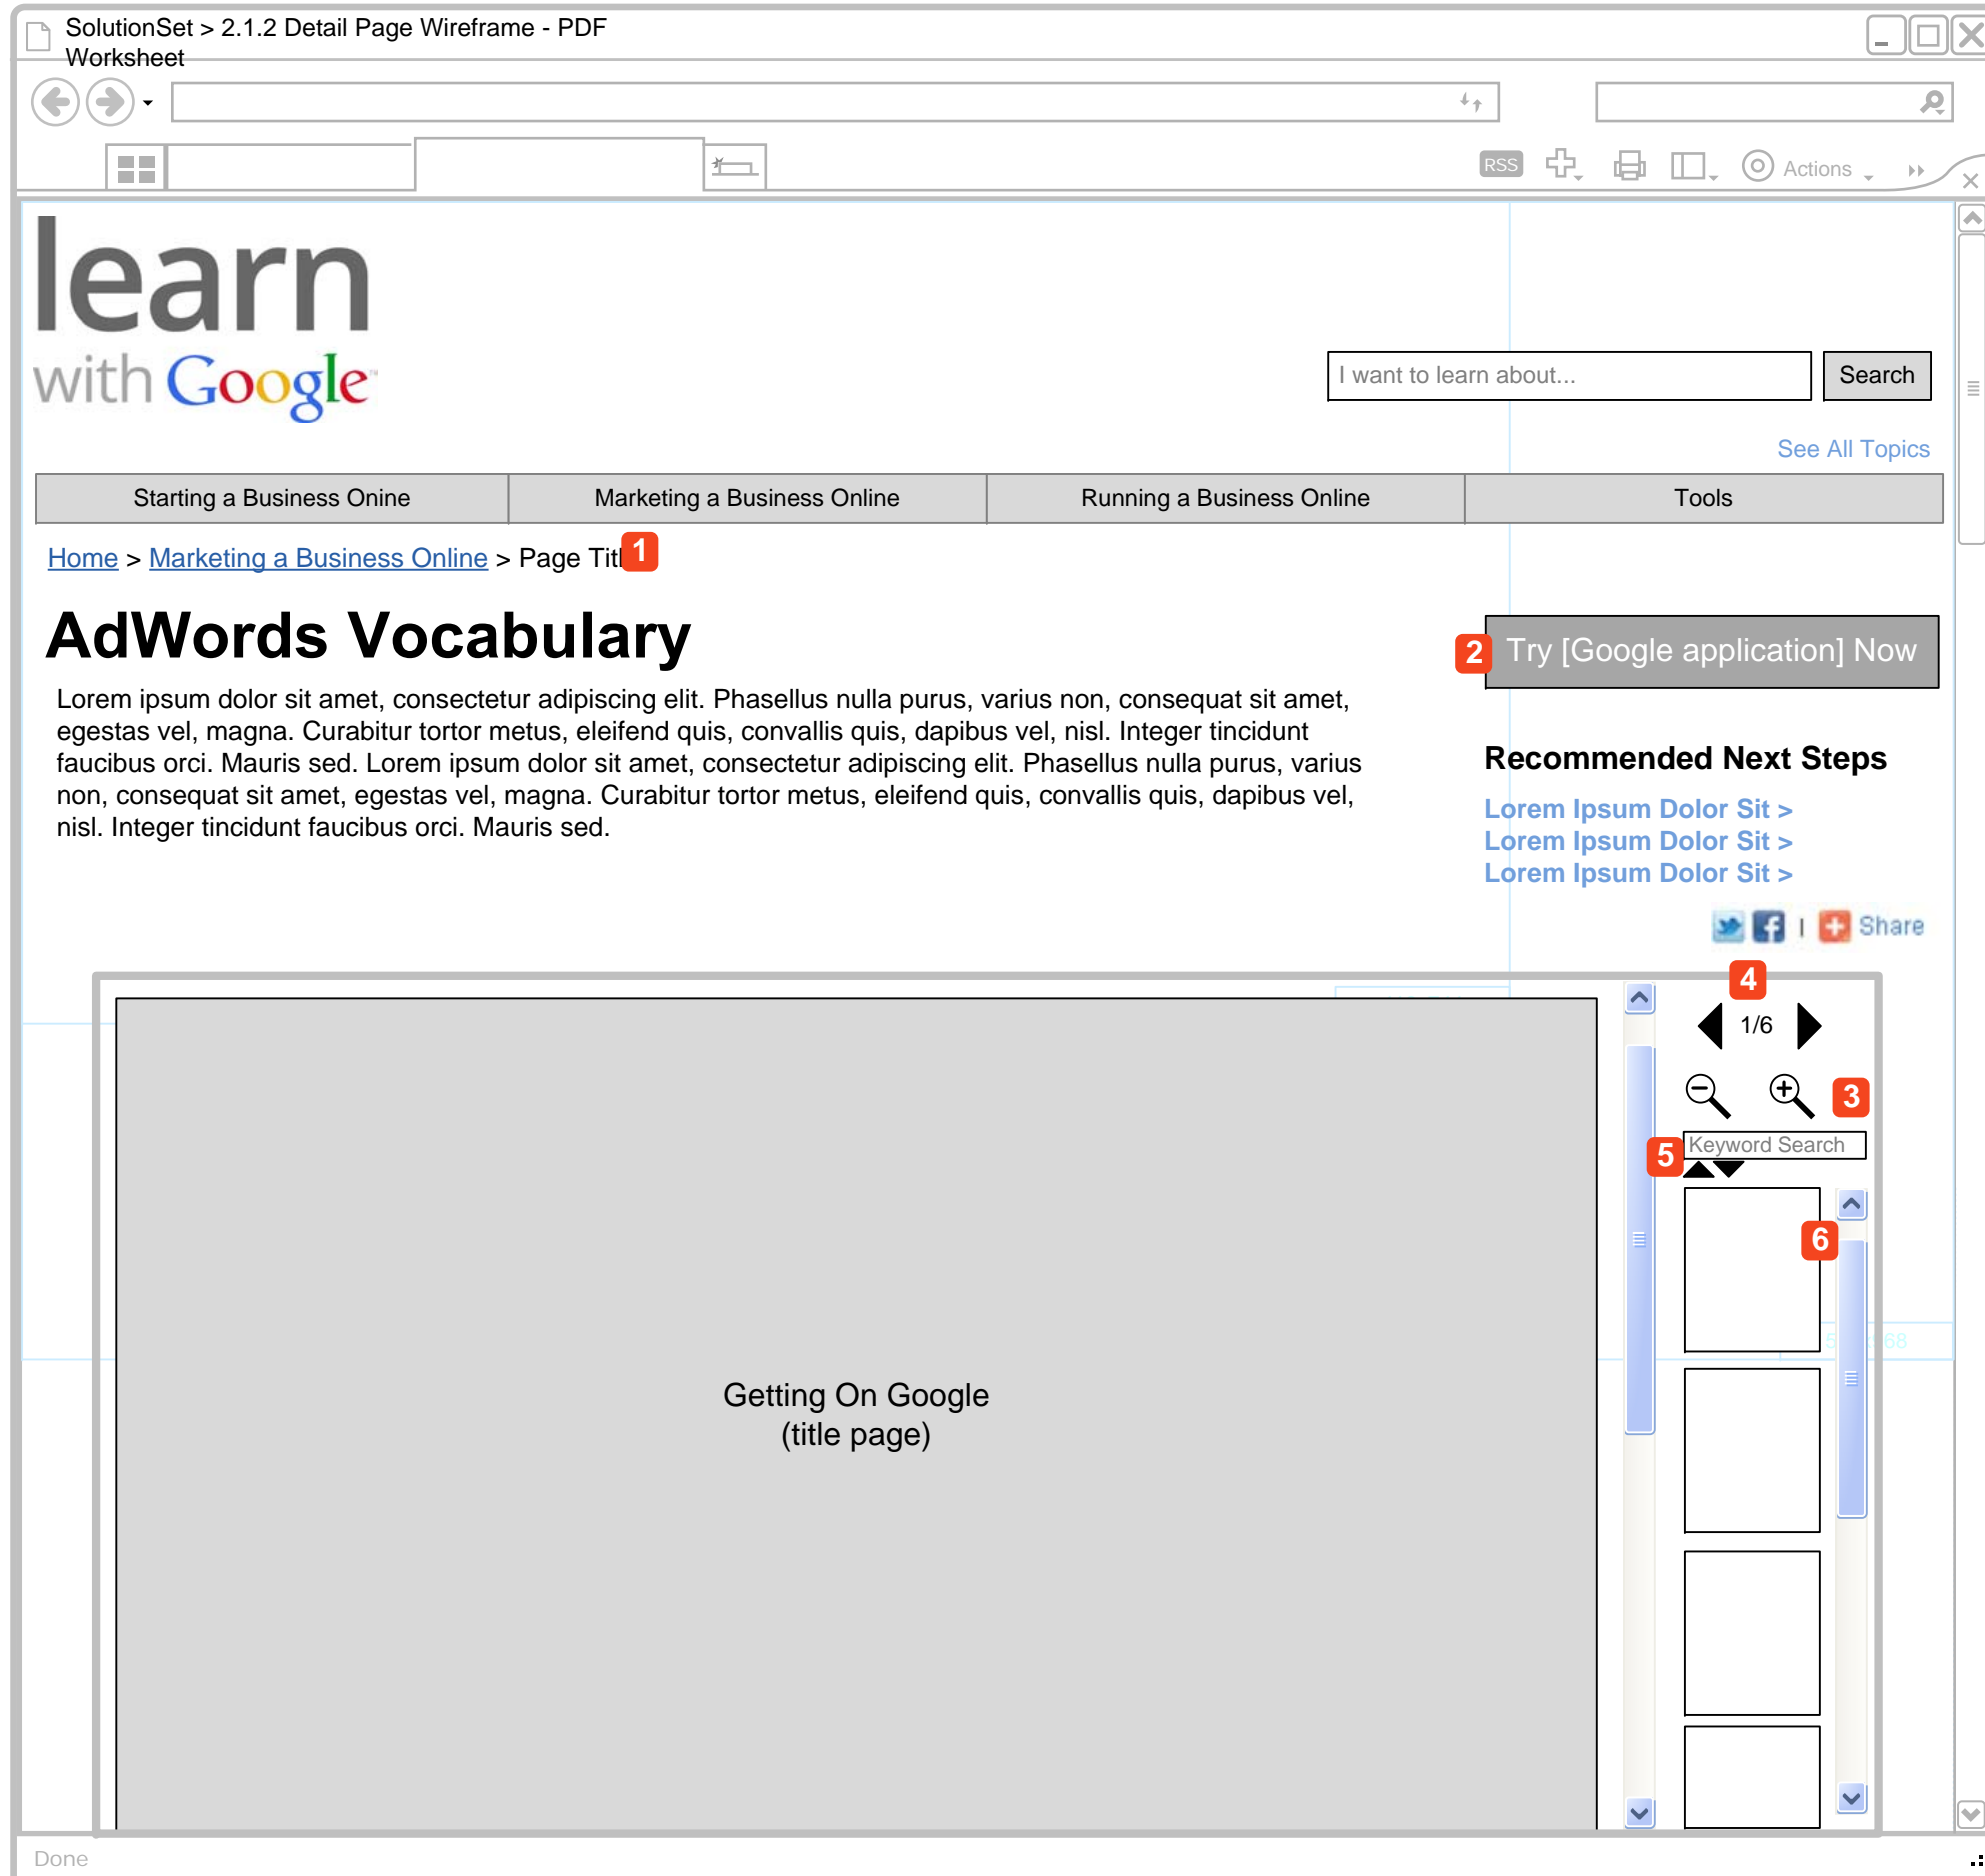 SolutionSet > 2.1.2 Detail Page Wireframe - PDF
Worksheet
RSS
Actions
learn
with Google
I want to learn about...
Search
See All Topics
Starting a Business Onine
Marketing a Business Online
Running a Business Online
Tools
Home > Marketing a Business Online > Page Titl
1
AdWords Vocabulary
2
Try [Google application] Now
Lorem ipsum dolor sit amet, consectetur adipiscing elit. Phasellus nulla purus, varius non, consequat sit amet,
egestas vel, magna. Curabitur tortor metus, eleifend quis, convallis quis, dapibus vel, nisl. Integer tincidunt
faucibus orci. Mauris sed. Lorem ipsum dolor sit amet, consectetur adipiscing elit. Phasellus nulla purus, varius
non, consequat sit amet, egestas vel, magna. Curabitur tortor metus, eleifend quis, convallis quis, dapibus vel,
nisl. Integer tincidunt faucibus orci. Mauris sed.
Recommended Next Steps
Lorem Ipsum Dolor Sit >
Lorem Ipsum Dolor Sit >
Lorem Ipsum Dolor Sit >
Share
4
1/6
3
5
Keyword Search
6
Getting On Google
(title page)
Done